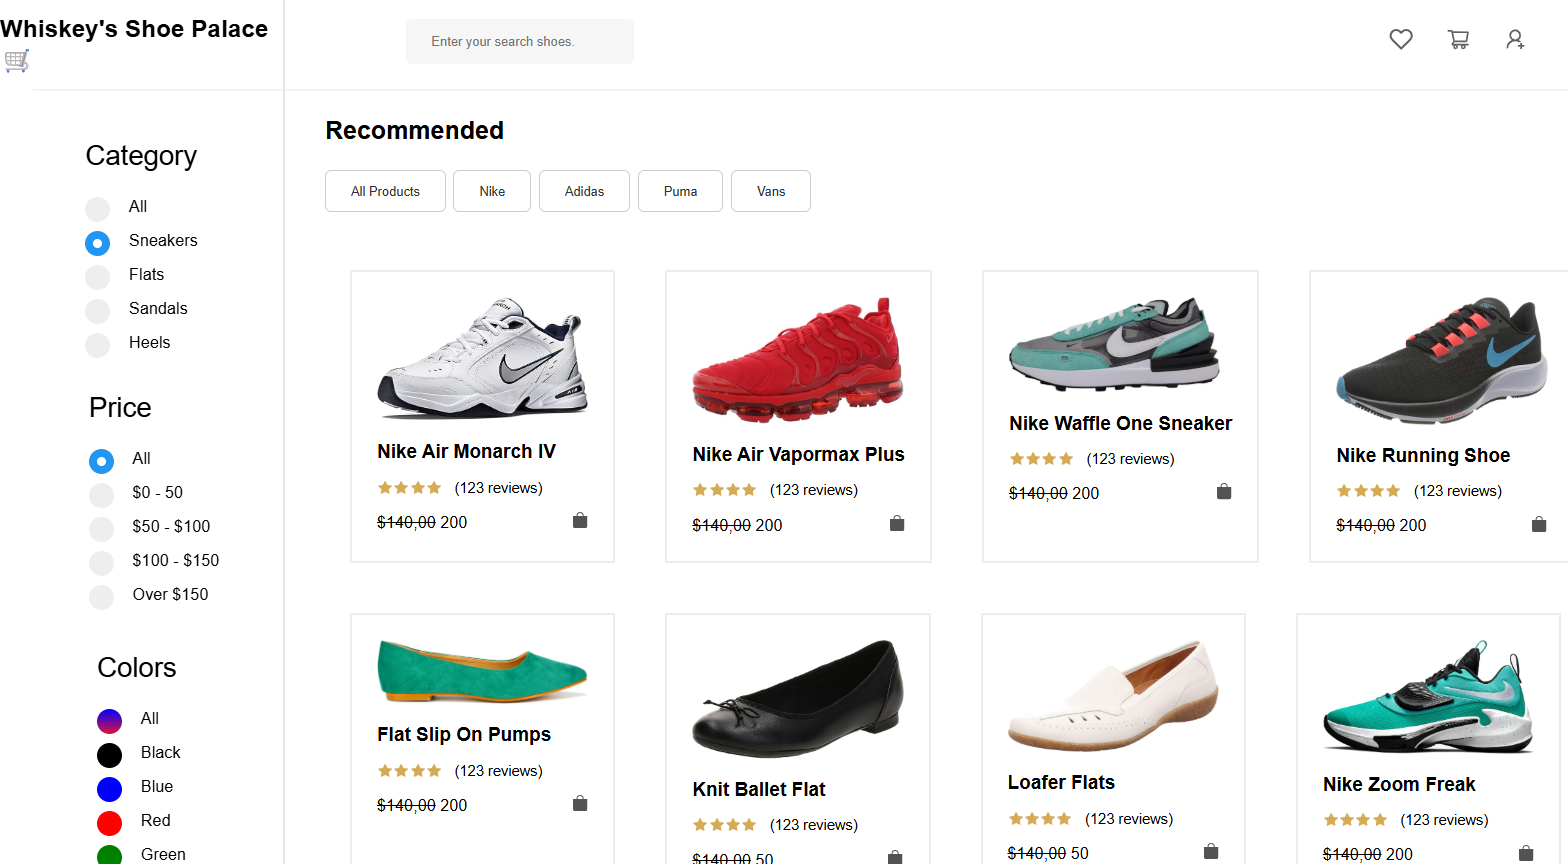 Whiskey's Shoe Palace
Enter your search shoes.
Category
All
Sneakers
Flats
Sandals
Heels
Price
All
$0 - 50
$50 - $100
$100 - $150
Over $150
Colors
All
Black
Blue
Red
Green
Recommended
All Products
Nike
Adidas
Puma
Vans
Nike Air Monarch IV
(123 reviews)
$140,00 200
Nike Air Vapormax Plus
(123 reviews)
$140,00 200
Nike Waffle One Sneaker
(123 reviews)
$140,00 200
Nike Running Shoe
(123 reviews)
$140,00 200
Flat Slip On Pumps
(123 reviews)
$140,00 200
Knit Ballet Flat
(123 reviews)
$140,00 50
Loafer Flats
(123 reviews)
$140,00 50
Nike Zoom Freak
(123 reviews)
$140,00 200